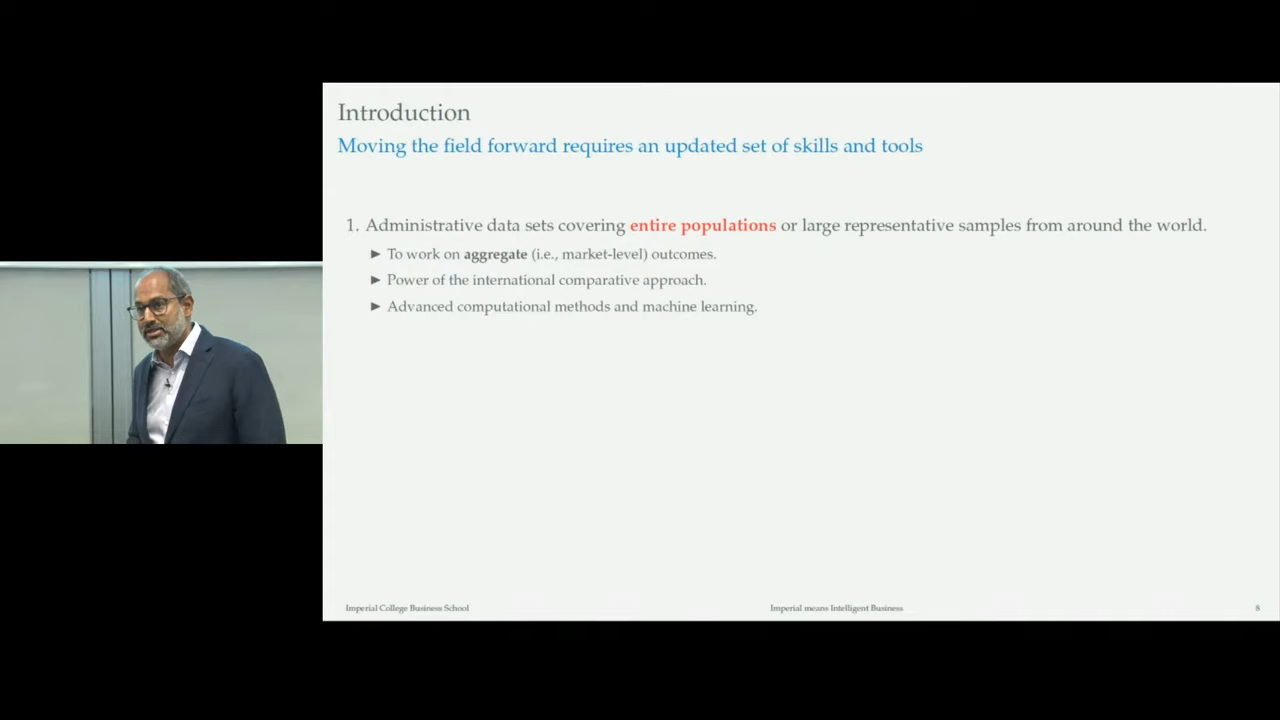 Introduction
Moving the field forward requires an updated set of skills and tools
1. Administrative data sets covering entire populations or large representative samples from around the world.
► To work on aggregate (i.e., market-level) outcomes.
► Power of the international comparative approach.
► Advanced computational methods and machine learning.
Imperial College Business School Imperial means Intelligent Business 8